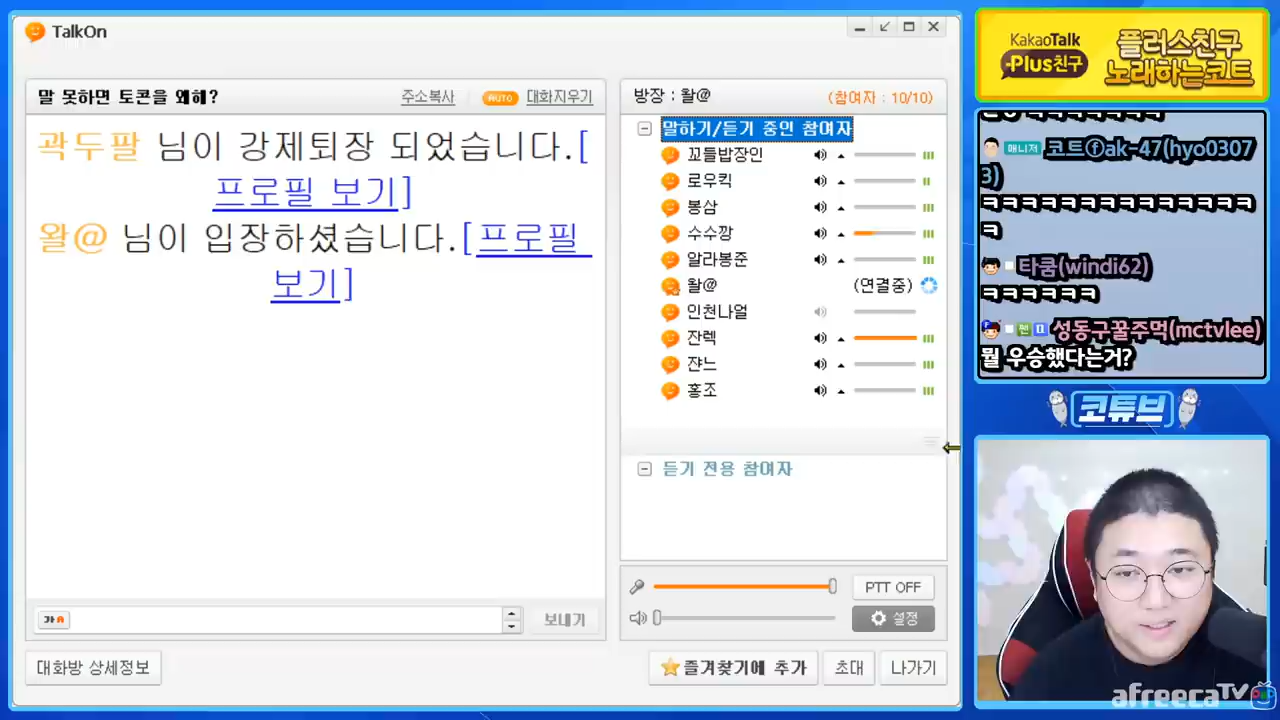 TalkOn
말 못하면 토콘을 왜해?
주소복사
AUTO
대화지우기
곽두팔 님이 강제퇴장 되었습니다.[
프로필 보기]
왈@ 님이 입장하셨습니다.[프로필
보기]
가A
보내기
대화방 상세정보
방장 : 왈@
(참여자 : 10/10)
말하기/듣기 중인 참여자
꼬들밥장인
로우킥
봉삼
수수깡
알라봉준
왈@
(연결중)
인천나얼
잔렉
쟌느
홍조
듣기 전용 참여자
PTT OFF
설정
즐겨찾기에 추가
초대
나가기
KakaoTalk
Plus친구
플러스친구
노래하는코트
매니저 코트ⓕak-47(hyo0307
3)
ㅋㅋㅋㅋㅋㅋㅋㅋㅋㅋㅋㅋㅋㅋㅋ
ㅋ
타쿰(windi62)
ㅋㅋㅋㅋㅋㅋ
팬 성동구꿀주먹(mctvlee)
뭘 우승했다는거?
코튜브
afreecaTV